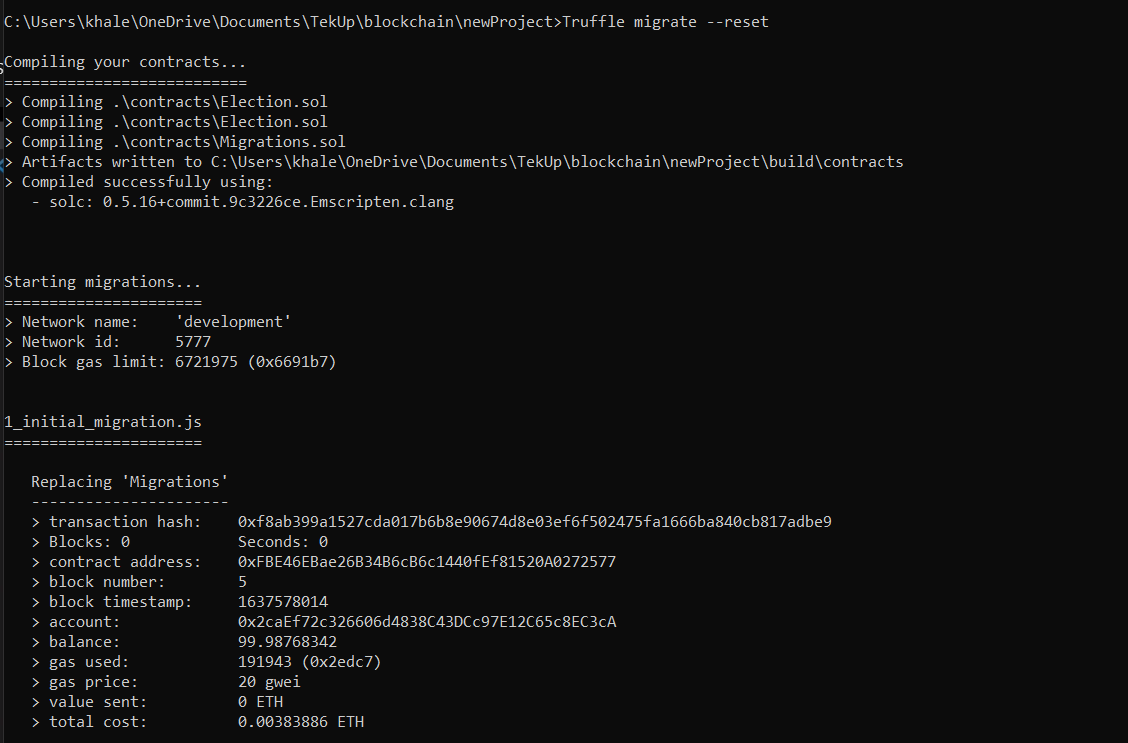 C:\Users\khale\OneDrive\Documents\TekUp\blockchain\newProject>Truffle migrate --reset
Compiling your contracts...
===========================
> Compiling .\contracts\Election.sol
> Compiling .\contracts\Election.sol
> Compiling .\contracts\Migrations.sol
> Artifacts written to C:\Users\khale\OneDrive\Documents\TekUp\blockchain\newProject\build\contracts
> Compiled successfully using:
   - solc: 0.5.16+commit.9c3226ce.Emscripten.clang
Starting migrations...
======================
> Network name:    'development'
> Network id:      5777
> Block gas limit: 6721975 (0x6691b7)
1_initial_migration.js
======================
   Replacing 'Migrations'
   ----------------------
   > transaction hash:    0xf8ab399a1527cda017b6b8e90674d8e03ef6f502475fa1666ba840cb817adbe9
   > Blocks: 0            Seconds: 0
   > contract address:    0xFBE46EBae26B34B6cB6c1440fEf81520A0272577
   > block number:        5
   > block timestamp:     1637578014
   > account:             0x2caEf72c326606d4838C43DCc97E12C65c8EC3cA
   > balance:             99.98768342
   > gas used:            191943 (0x2edc7)
   > gas price:           20 gwei
   > value sent:          0 ETH
   > total cost:          0.00383886 ETH